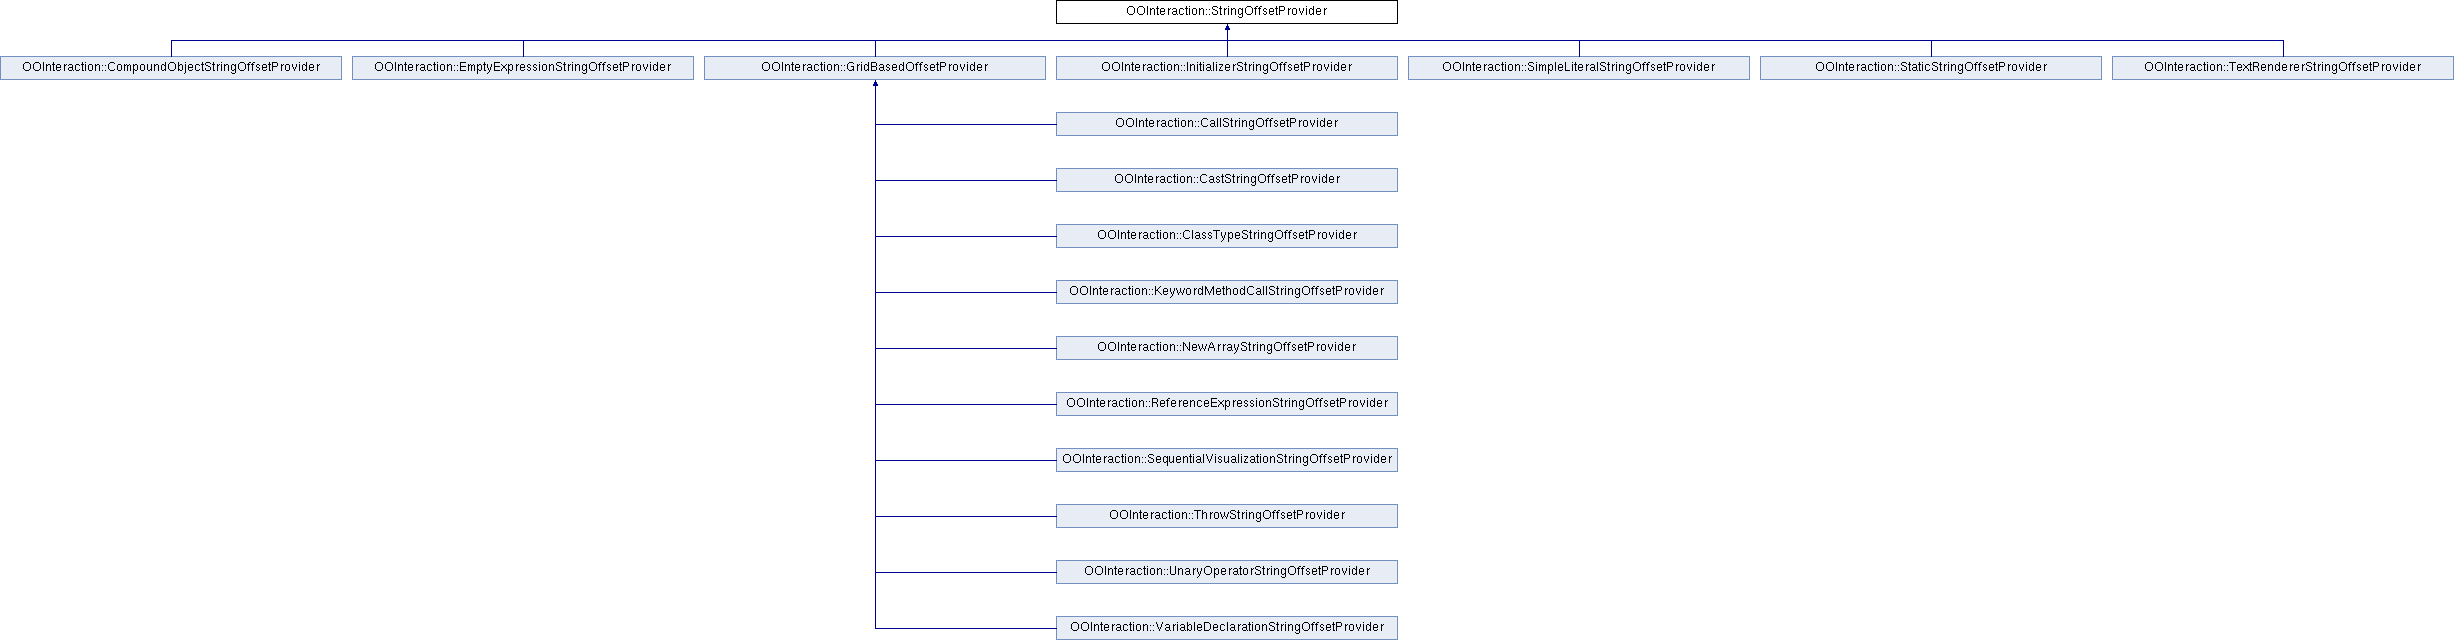 OOInteraction::StringOffsetProvider
OOInteraction::CompoundObjectStringOffsetProvider
OOInteraction::EmptyExpressionStringOffsetProvider
OOInteraction::GridBasedOffsetProvider
OOInteraction::InitializerStringOffsetProvider
OOInteraction::SimpleLiteralStringOffsetProvider
OOInteraction::StaticStringOffsetProvider
OOInteraction::TextRendererStringOffsetProvider
OOInteraction::CallStringOffsetProvider
OOInteraction::CastStringOffsetProvider
OOInteraction::ClassTypeStringOffsetProvider
OOInteraction::KeywordMethodCallStringOffsetProvider
OOInteraction::NewArrayStringOffsetProvider
OOInteraction::ReferenceExpressionStringOffsetProvider
OOInteraction::SequentialVisualizationStringOffsetProvider
OOInteraction::ThrowStringOffsetProvider
OOInteraction::UnaryOperatorStringOffsetProvider
OOInteraction::VariableDeclarationStringOffsetProvider